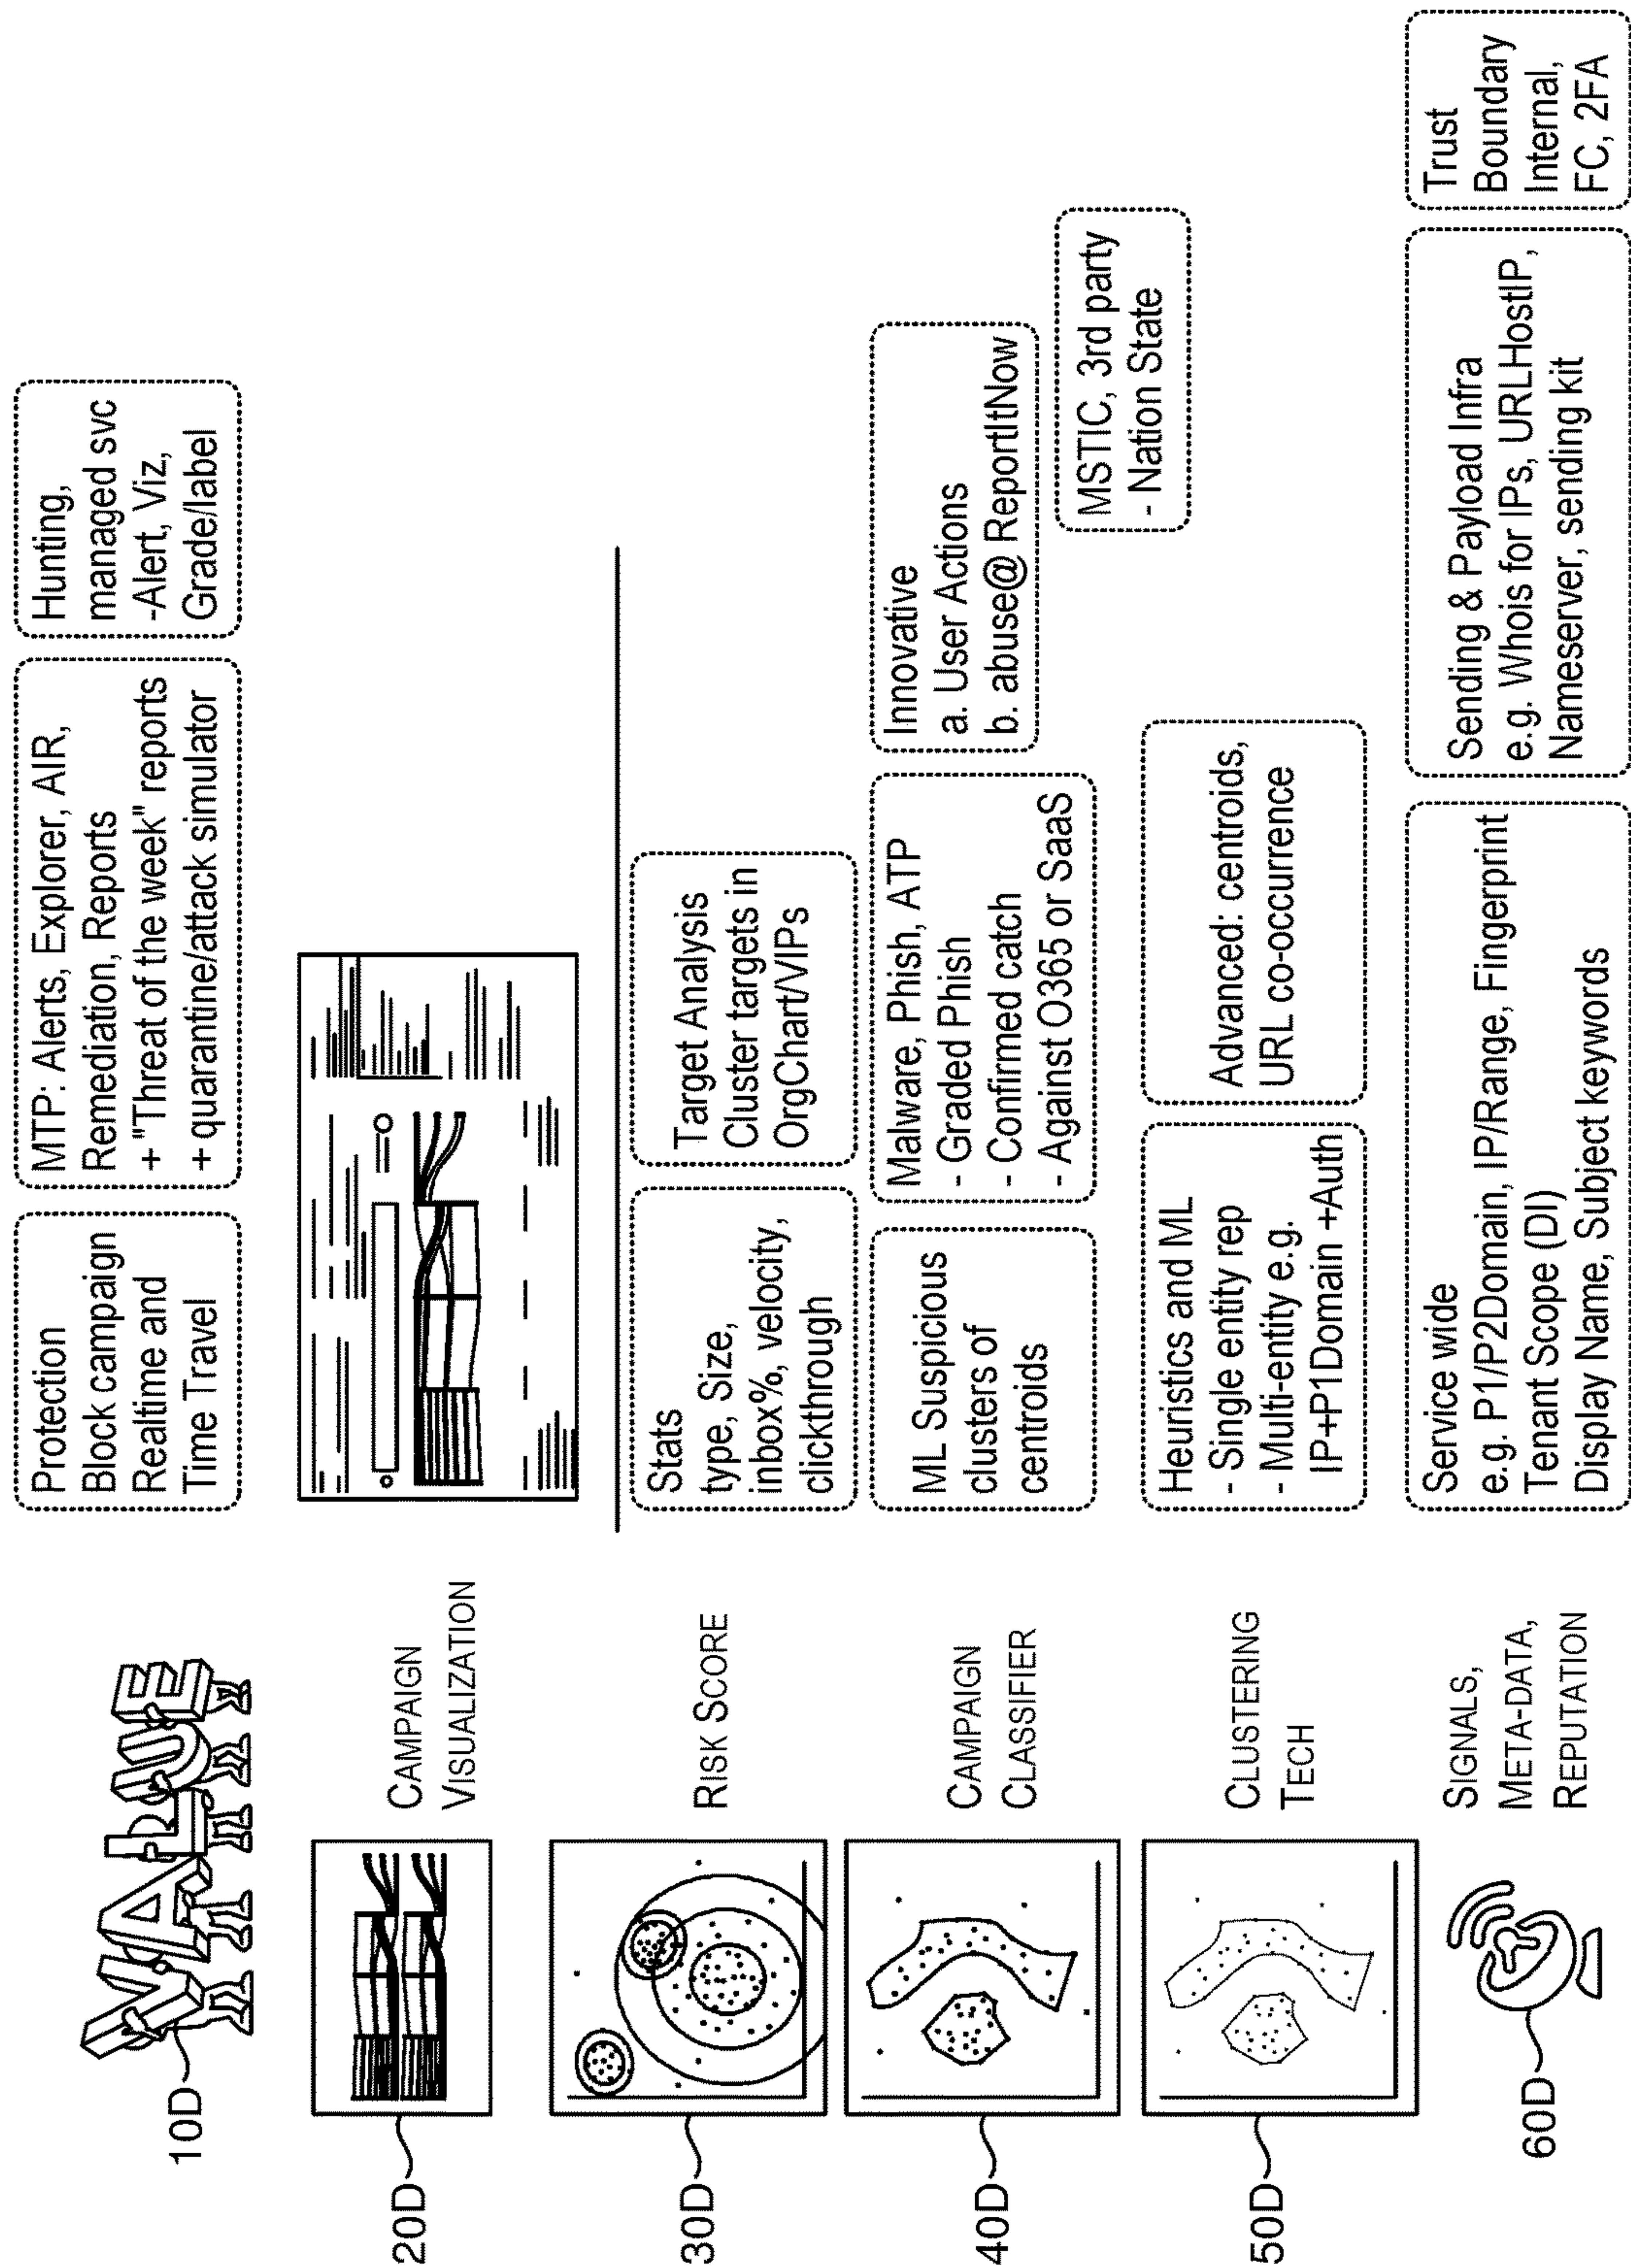 10D
VALUE
Protection
Block campaign
Realtime and
Time Travel
MTP: Alerts, Explorer, AIR,
Remediation, Reports
+ "Threat of the week" reports
+ quarantine/attack simulator
Hunting,
managed svc
-Alert, Viz,
Grade/label
20D
CAMPAIGN
VISUALIZATION
30D
RISK SCORE
Stats
type, Size,
inbox%, velocity,
clickthrough
Target Analysis
Cluster targets in
OrgChart/VIPs
40D
CAMPAIGN
CLASSIFIER
ML Suspicious
clusters of
centroids
Malware, Phish, ATP
- Graded Phish
- Confirmed catch
- Against O365 or SaaS
Innovative
a. User Actions
b. abuse@ ReportItNow
MSTIC, 3rd party
- Nation State
50D
CLUSTERING
TECH
Heuristics and ML
- Single entity rep
- Multi-entity e.g.
IP+P1Domain +Auth
Advanced: centroids,
URL co-occurrence
60D
SIGNALS,
META-DATA,
REPUTATION
Service wide
e.g. P1/P2Domain, IP/Range, Fingerprint
Tenant Scope (DI)
Display Name, Subject keywords
Sending & Payload Infra
e.g. Whois for IPs, URLHostIP,
Nameserver, sending kit
Trust
Boundary
Internal,
FC, 2FA